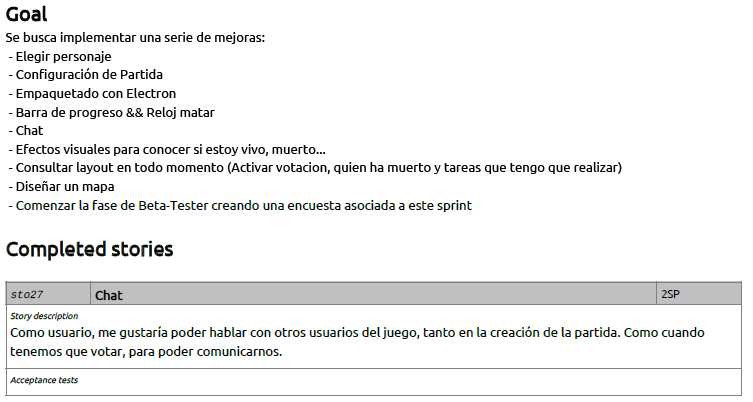 Goal
Se busca implementar una serie de mejoras:
- Elegir personaje
- Configuración de Partida
- Empaquetado con Electron
- Barra de progreso && Reloj matar
- Chat
- Efectos visuales para conocer si estoy vivo, muerto...
- Consultar layout en todo momento (Activar votacion, quien ha muerto y tareas que tengo que realizar)
- Diseñar un mapa
- Comenzar la fase de Beta-Tester creando una encuesta asociada a este sprint
Completed stories
sto27 Chat 2SP
Story description
Como usuario, me gustaría poder hablar con otros usuarios del juego, tanto en la creación de la partida. Como cuando
tenemos que votar, para poder comunicarnos.
Acceptance tests